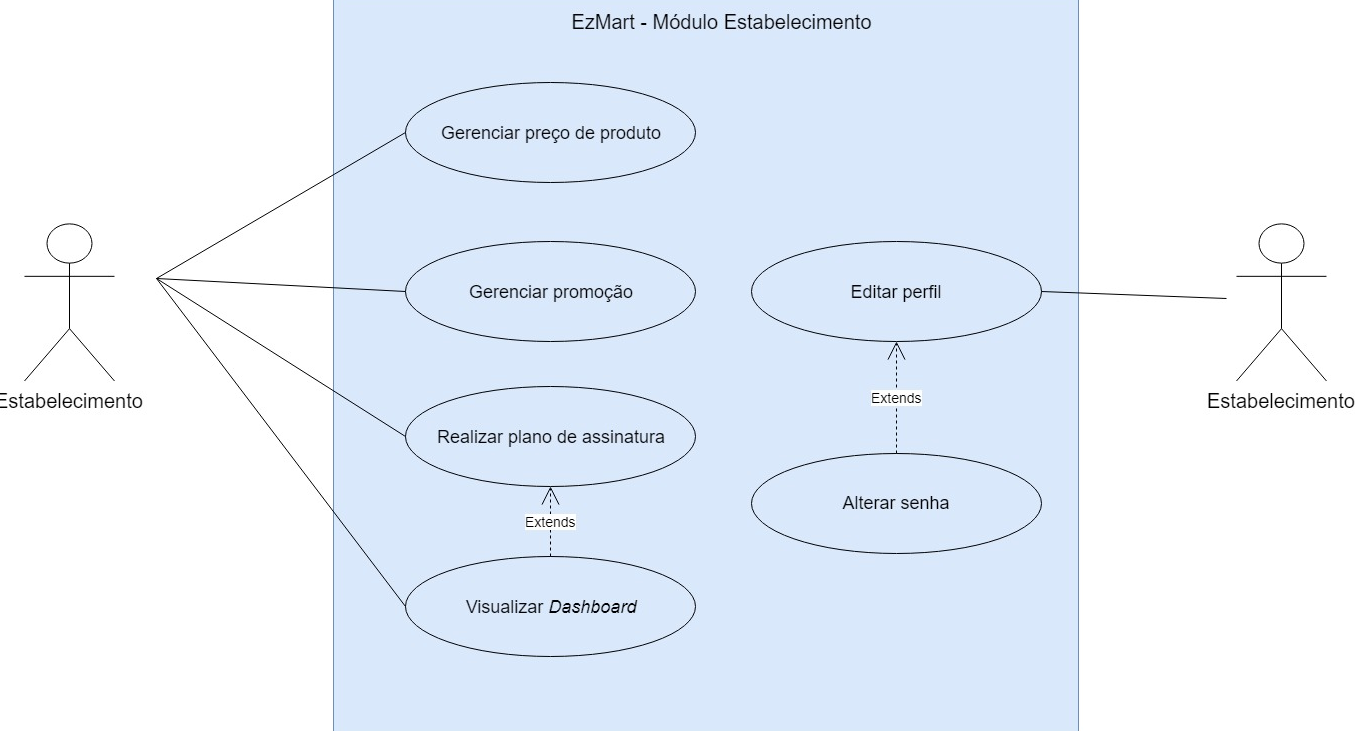 EzMart - Módulo Estabelecimento
Gerenciar preço de produto
Gerenciar promoção
Editar perfil
Extends
Estabelecimento
Estabelecimento
Realizar plano de assinatura
Alterar senha
Extends
Visualizar Dashboard